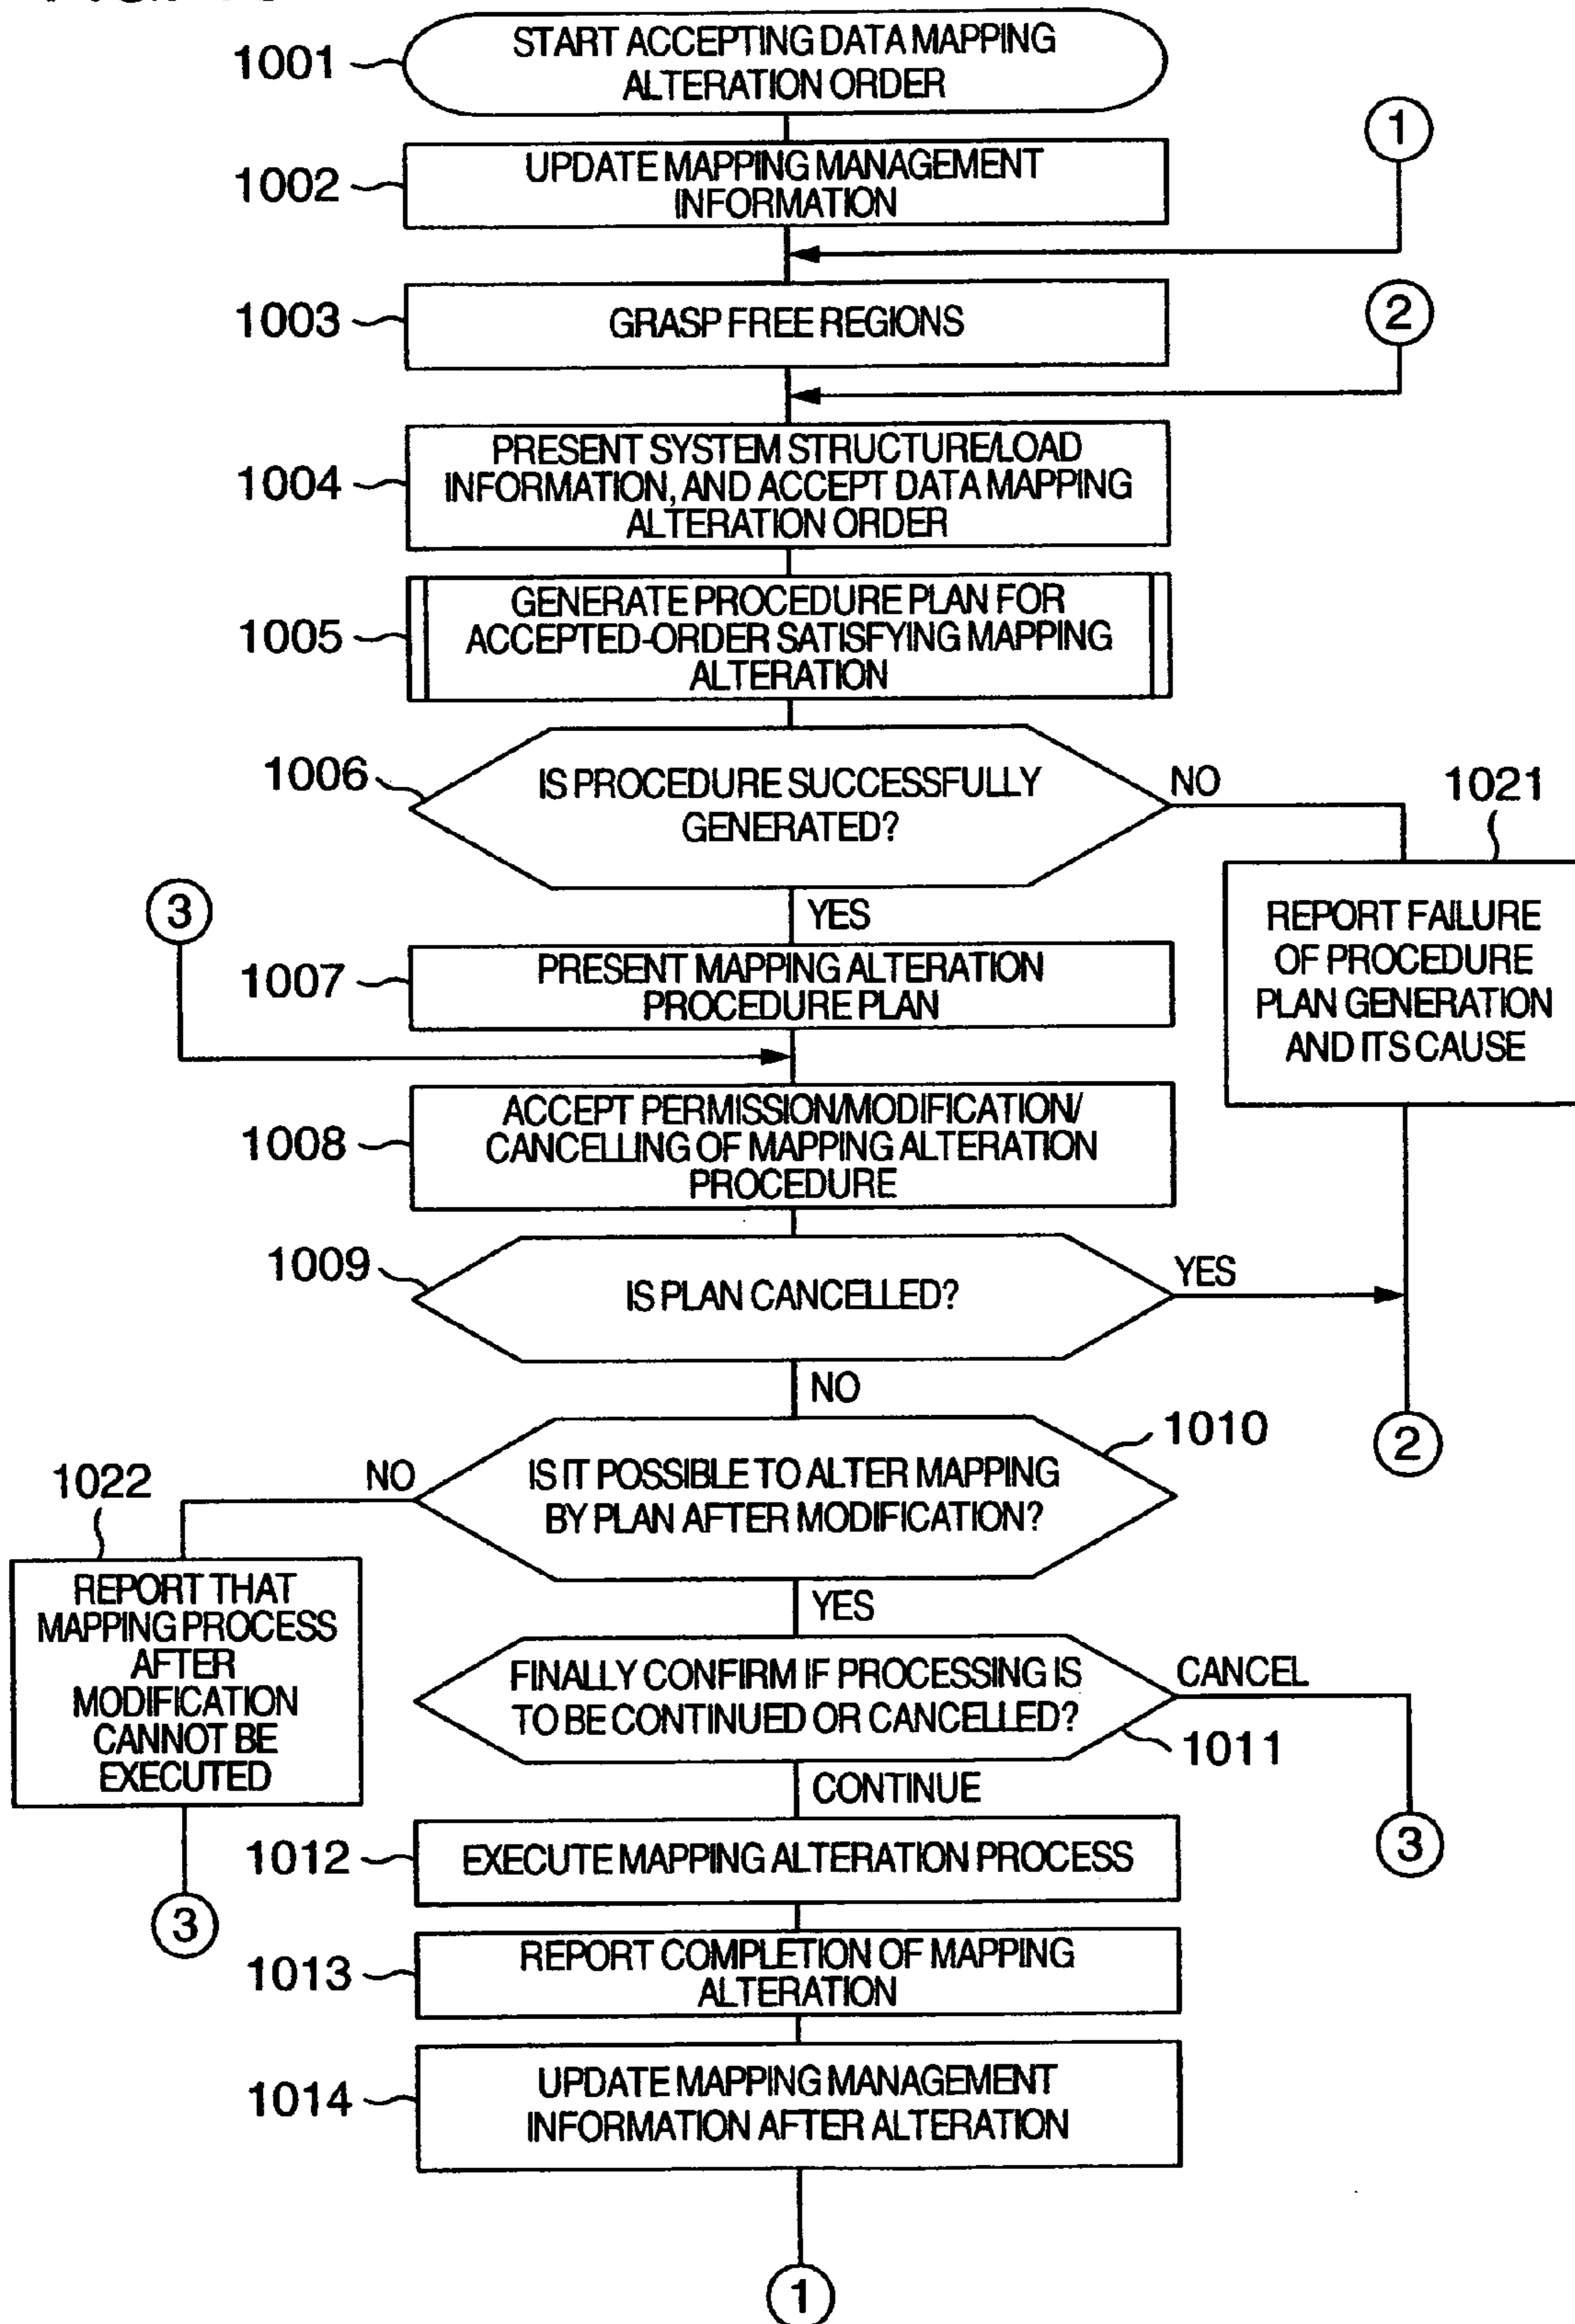 1001
START ACCEPTING DATA MAPPING
ALTERATION ORDER
1
1002
UPDATE MAPPING MANAGEMENT
INFORMATION
1003
GRASP FREE REGIONS
2
1004
PRESENT SYSTEM STRUCTURE/LOAD
INFORMATION, AND ACCEPT DATA MAPPING
ALTERATION ORDER
1005
GENERATE PROCEDURE PLAN FOR
ACCEPTED-ORDER SATISFYING MAPPING
ALTERATION
1006
IS PROCEDURE SUCCESSFULLY
GENERATED?
NO
1021
REPORT FAILURE
OF PROCEDURE
PLAN GENERATION
AND ITS CAUSE
YES
3
1007
PRESENT MAPPING ALTERATION
PROCEDURE PLAN
1008
ACCEPT PERMISSION/MODIFICATION/
CANCELLING OF MAPPING ALTERATION
PROCEDURE
1009
IS PLAN CANCELLED?
YES
NO
2
1010
IS IT POSSIBLE TO ALTER MAPPING
BY PLAN AFTER MODIFICATION?
NO
1022
REPORT THAT
MAPPING PROCESS
AFTER
MODIFICATION
CANNOT BE
EXECUTED
3
YES
FINALLY CONFIRM IF PROCESSING IS
TO BE CONTINUED OR CANCELLED?
CANCEL
1011
CONTINUE
3
1012
EXECUTE MAPPING ALTERATION PROCESS
1013
REPORT COMPLETION OF MAPPING
ALTERATION
1014
UPDATE MAPPING MANAGEMENT
INFORMATION AFTER ALTERATION
1